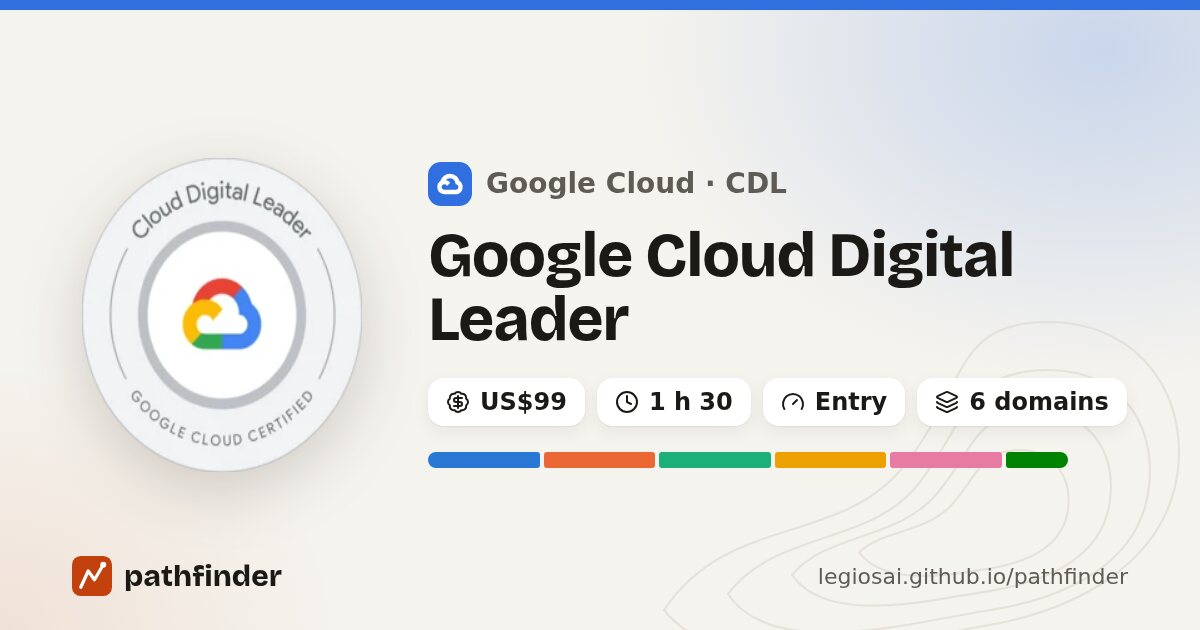 Cloud Digital Leader
GOOGLE CLOUD CERTIFIED
Google Cloud · CDL
Google Cloud Digital
Leader
US$99
1 h 30
Entry
6 domains
pathfinder
legiosai.github.io/pathfinder